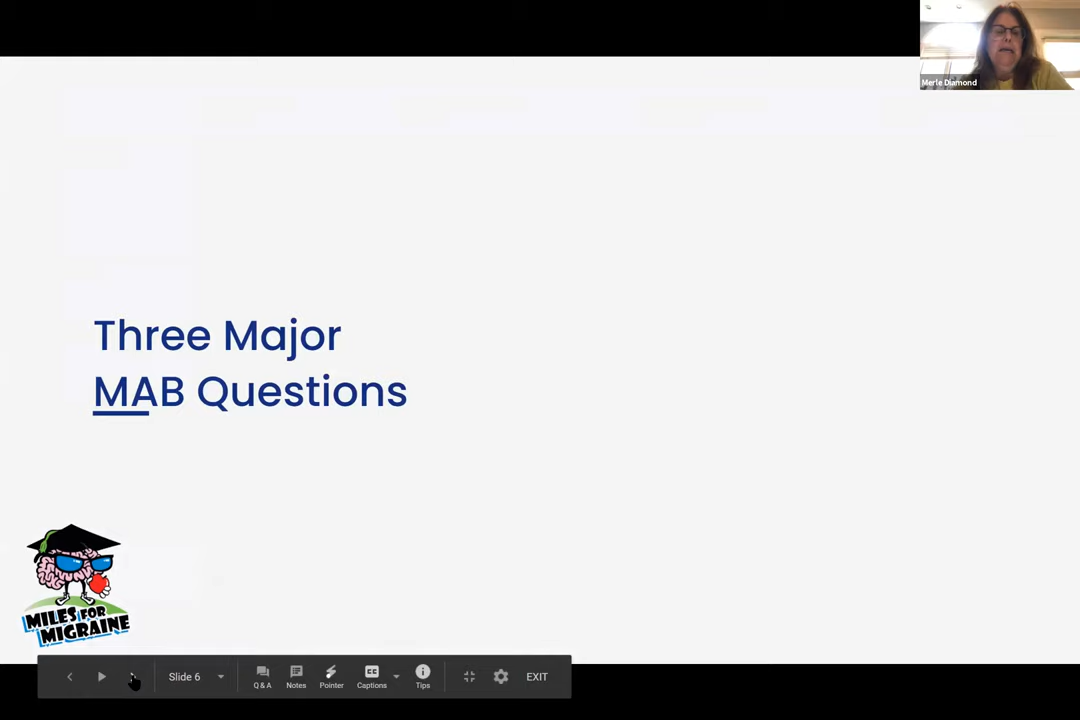 Merle Diamond
Three Major
MAB Questions
MILES FOR
MIGRAINE
Slide 6
Q & A
Notes
Pointer
Captions
Tips
EXIT